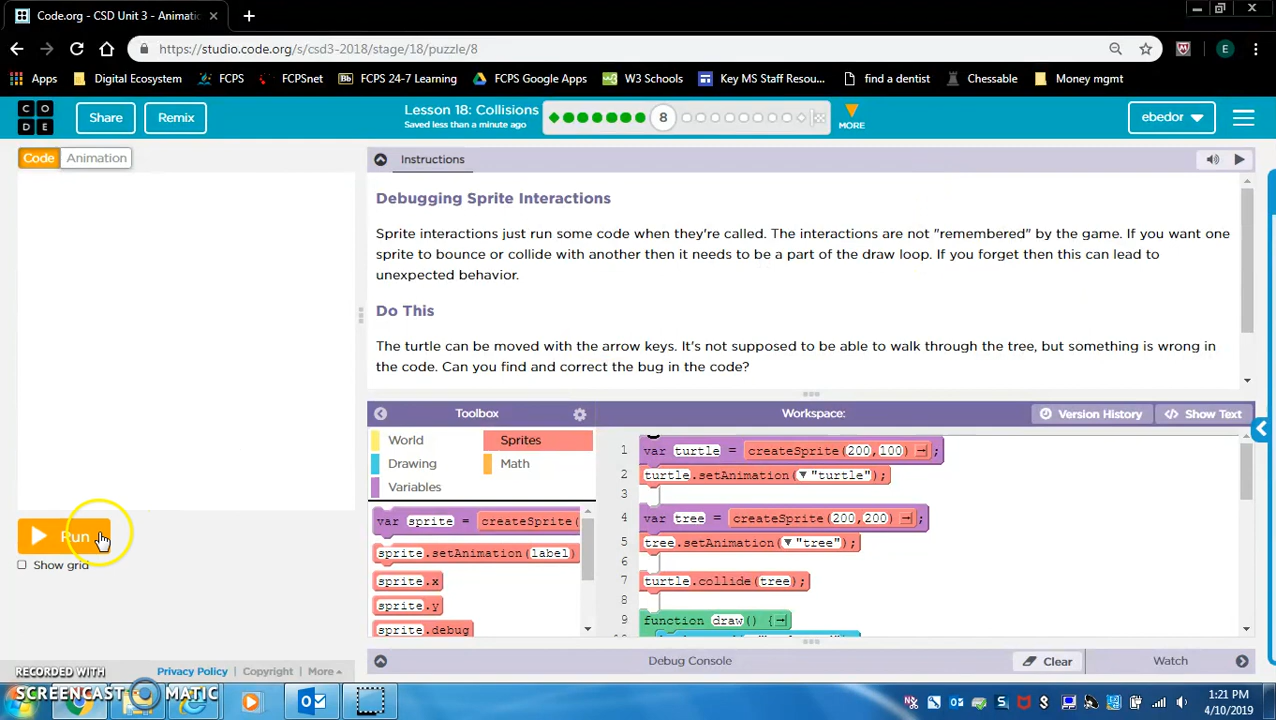 Code.org - CSD Unit 3 - Animatio
https://studio.code.org/s/csd3-2018/stage/18/puzzle/8
E
Apps
Digital Ecosystem
FCPS
FCPSnet
Bb
FCPS 24-7 Learning
FCPS Google Apps
W3 Schools
Key MS Staff Resou...
find a dentist
Chessable
Money mgmt
C O
D E
Share
Remix
Lesson 18: Collisions
Saved less than a minute ago
8
MORE
ebedor
Code
Animation
Instructions
Debugging Sprite Interactions
Sprite interactions just run some code when they're called. The interactions are not "remembered" by the game. If you want one
sprite to bounce or collide with another then it needs to be a part of the draw loop. If you forget then this can lead to
unexpected behavior.
Do This
The turtle can be moved with the arrow keys. It's not supposed to be able to walk through the tree, but something is wrong in
the code. Can you find and correct the bug in the code?
Toolbox
Workspace:
Version History
</> Show Text
World
Sprites
Drawing
Math
Variables
var sprite = createSprite(
sprite.setAnimation(label)
sprite.x
sprite.y
sprite.debug
1 var turtle = createSprite(200,100);
2 turtle.setAnimation("turtle");
3
4 var tree = createSprite(200,200);
5 tree.setAnimation("tree");
6
7 turtle.collide(tree);
8
9 function draw() {
Run
Show grid
Debug Console
Clear
Watch
Privacy Policy
Copyright
More
RECORDED WITH
SCREENCAST MATIC
1:21 PM
4/10/2019